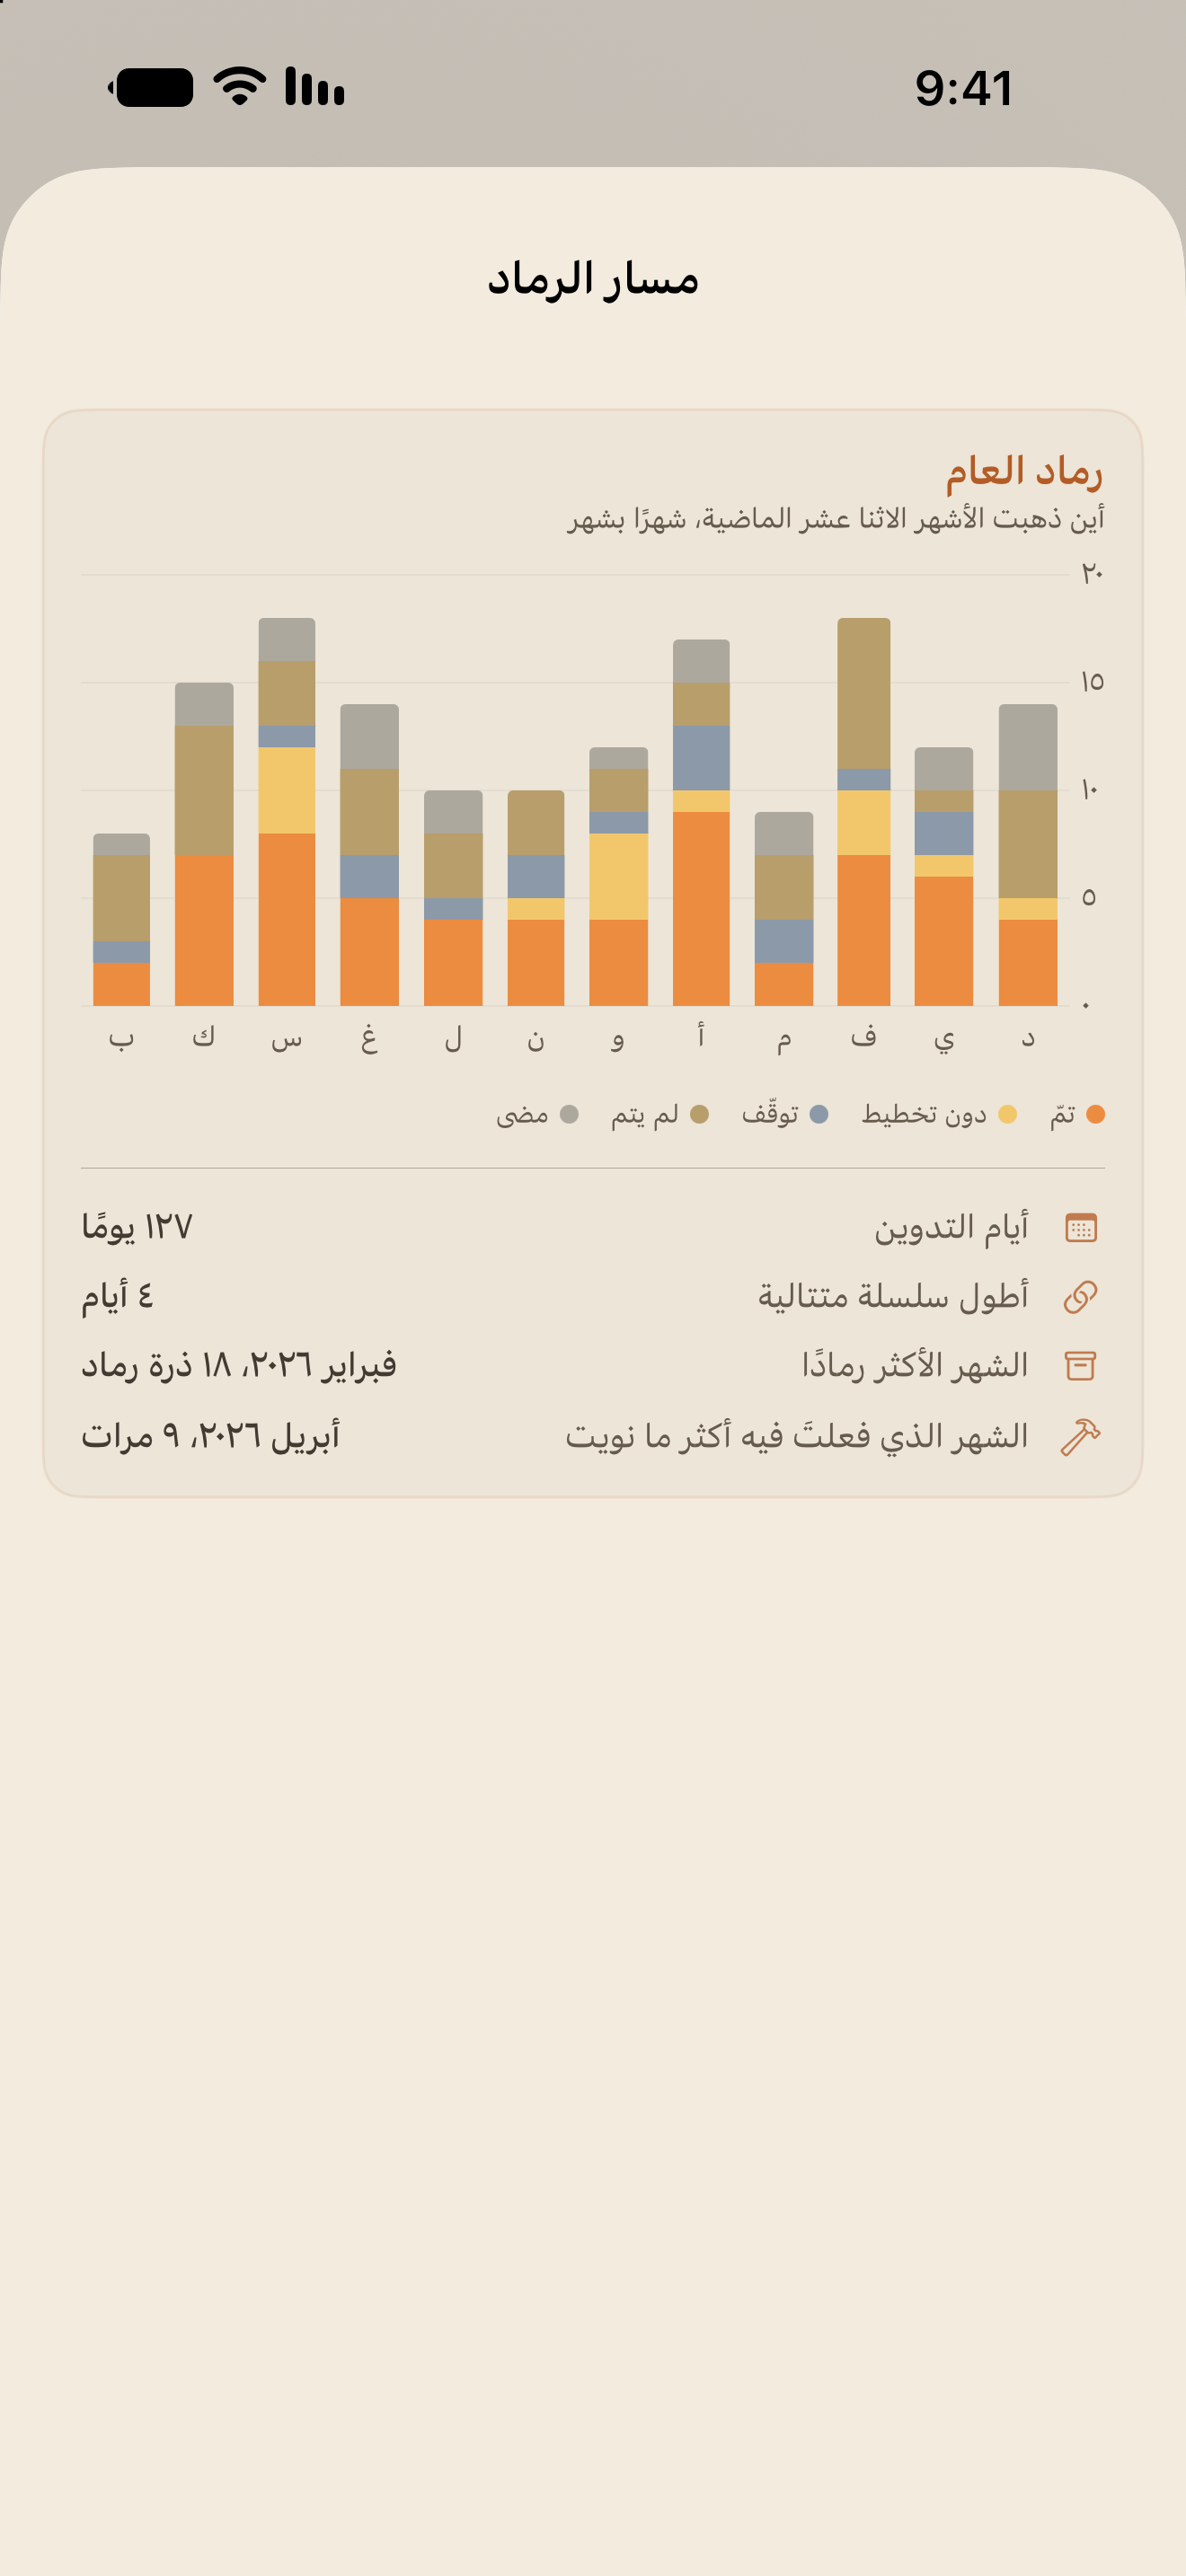 9:41
مسار الرماد
رماد العام
أين ذهبت الأشهر الاثنا عشر الماضية، شهرًا بشهر
٢٠
١٥
١٠
٥
٠
د ي ف م أ و ن ل غ س ك ب
تمّ دون تخطيط توقّف لم يتم مضى
أيام التدوين ١٢٧ يومًا
أطول سلسلة متتالية ٤ أيام
الشهر الأكثر رمادًا فبراير ٢٠٢٦، ١٨ ذرة رماد
الشهر الذي فعلتَ فيه أكثر ما نويت أبريل ٢٠٢٦، ٩ مرات